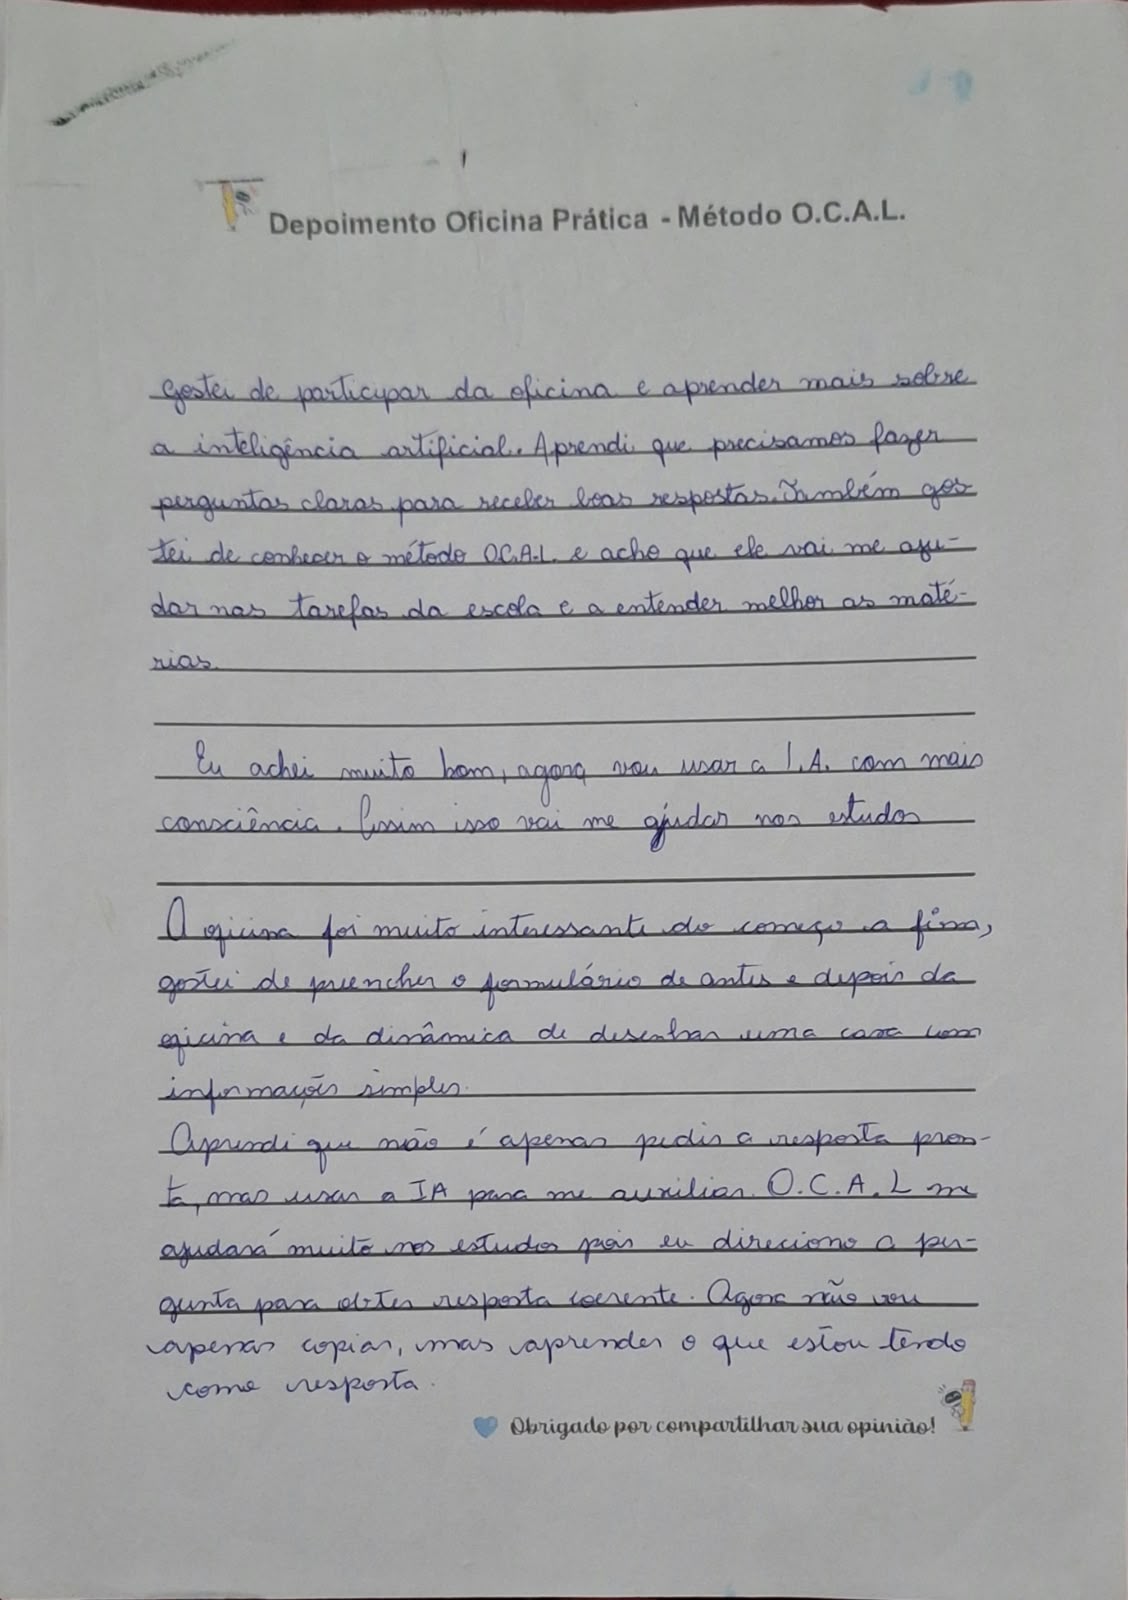 Depoimento Oficina Prática - Método O.C.A.L.
Gostei de participar da oficina e aprender mais sobre
a inteligência artificial. Aprendi que precisamos fazer
perguntas claras para receber boas respostas. Também gos-
tei de conhecer o método O.C.A.L. e acho que ele vai me aju-
dar nas tarefas da escola e a entender melhor as maté-
rias.
Eu achei muito bom, agora vou usar a I.A. com mais
consciência. Assim isso vai me ajudar nos estudos
A oficina foi muito interessante do começo a fim,
gostei de preencher o formulário de antes e depois da
oficina e da dinâmica de desenhar uma casa com
informações simples.
Aprendi que não é apenas pedir a resposta pron-
ta, mas usar a IA para me auxiliar. O.C.A.L me
ajudará muito nos estudos pois eu direciono a per-
gunta para obter resposta coerente. Agora não vou
apenas copiar, mas aprender o que estou tendo
como resposta.
Obrigado por compartilhar sua opinião!